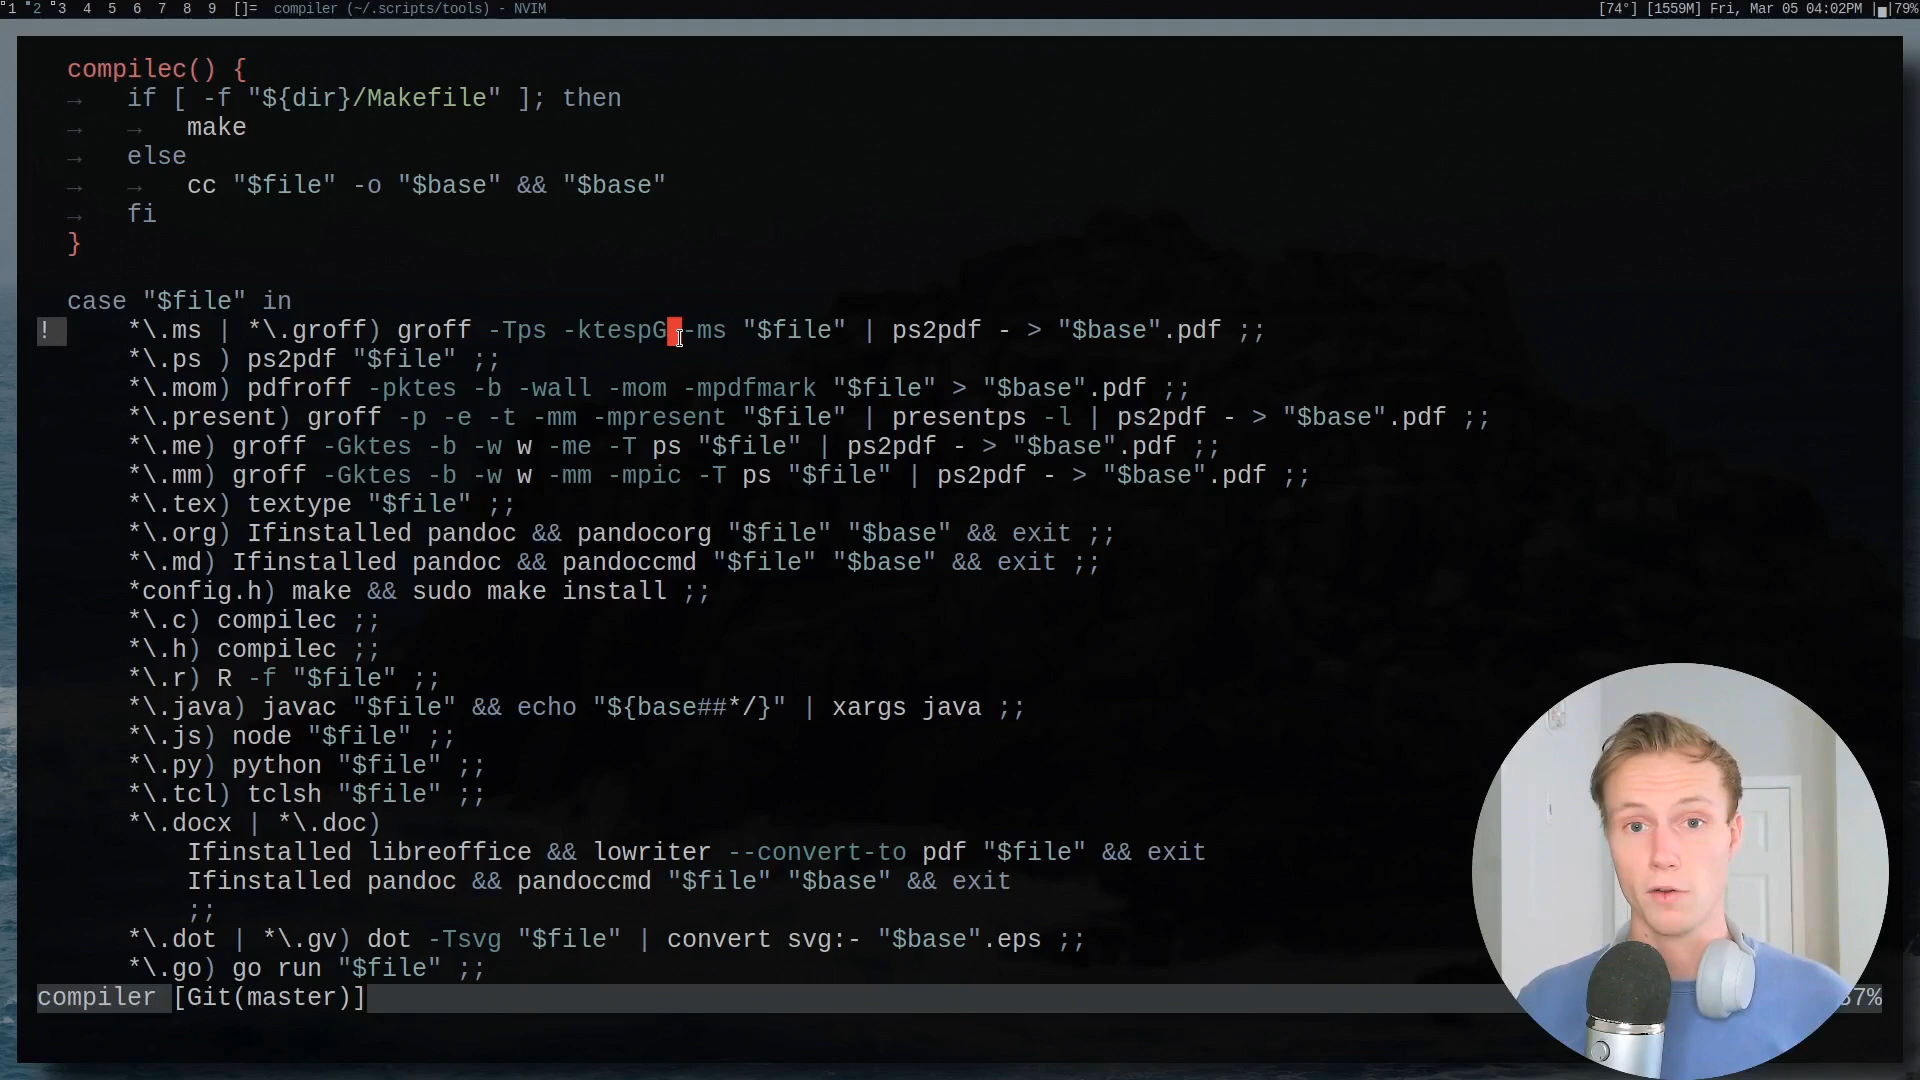 1 2 3 4 5 6 7 8 9 []= compiler (~/.scripts/tools) - NVIM [74°] [1559M] Fri, Mar 05 04:02PM |79%
compilec() {
→ if [ -f "${dir}/Makefile" ]; then
→ → make
→ else
→ → cc "$file" -o "$base" && "$base"
→ fi
}
case "$file" in
! *\.ms | *\.groff) groff -Tps -ktespG -ms "$file" | ps2pdf - > "$base".pdf ;;
*\.ps ) ps2pdf "$file" ;;
*\.mom) pdfroff -pktes -b -wall -mom -mpdfmark "$file" > "$base".pdf ;;
*\.present) groff -p -e -t -mm -mpresent "$file" | presentps -l | ps2pdf - > "$base".pdf ;;
*\.me) groff -Gktes -b -w w -me -T ps "$file" | ps2pdf - > "$base".pdf ;;
*\.mm) groff -Gktes -b -w w -mm -mpic -T ps "$file" | ps2pdf - > "$base".pdf ;;
*\.tex) textype "$file" ;;
*\.org) Ifinstalled pandoc && pandocorg "$file" "$base" && exit ;;
*\.md) Ifinstalled pandoc && pandoccmd "$file" "$base" && exit ;;
*config.h) make && sudo make install ;;
*\.c) compilec ;;
*\.h) compilec ;;
*\.r) R -f "$file" ;;
*\.java) javac "$file" && echo "${base##*/}" | xargs java ;;
*\.js) node "$file" ;;
*\.py) python "$file" ;;
*\.tcl) tclsh "$file" ;;
*\.docx | *\.doc)
Ifinstalled libreoffice && lowriter --convert-to pdf "$file" && exit
Ifinstalled pandoc && pandoccmd "$file" "$base" && exit
;;
*\.dot | *\.gv) dot -Tsvg "$file" | convert svg:- "$base".eps ;;
*\.go) go run "$file" ;;
compiler [Git(master)]